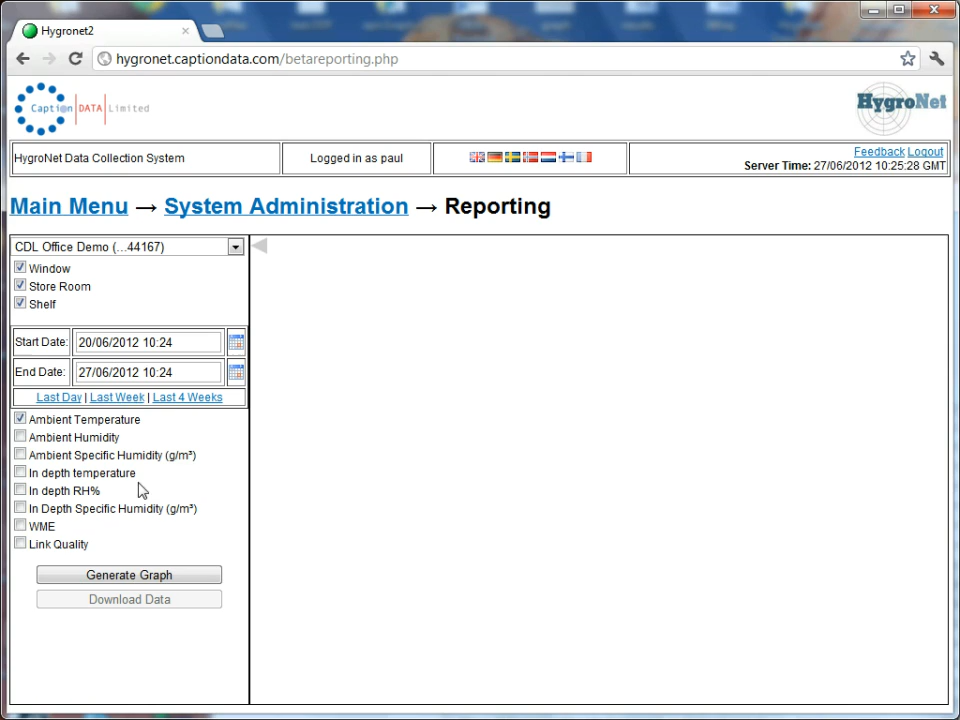 Hygronet2
hygronet.captiondata.com/betareporting.php
Capti@n DATA Limited
HygroNet
HygroNet Data Collection System
Logged in as paul
Feedback Logout
Server Time: 27/06/2012 10:25:28 GMT
Main Menu → System Administration → Reporting
CDL Office Demo (...44167)
Window
Store Room
Shelf
Start Date: 20/06/2012 10:24
End Date: 27/06/2012 10:24
Last Day | Last Week | Last 4 Weeks
Ambient Temperature
Ambient Humidity
Ambient Specific Humidity (g/m³)
In depth temperature
In depth RH%
In Depth Specific Humidity (g/m³)
WME
Link Quality
Generate Graph
Download Data